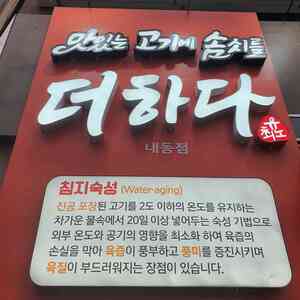 맛있는 고기에 솜씨를
더하다
최도
내동점
침지숙성 (Water-aging)
진공 포장된 고기를 2도 이하의 온도를 유지하는
차가운 물속에서 20일 이상 넣어두는 숙성 기법으로
외부 온도와 공기의 영향을 최소화 하여 육즙의
손실을 막아 육즙이 풍부하고 풍미를 증진시키며
육질이 부드러워지는 장점이 있습니다.